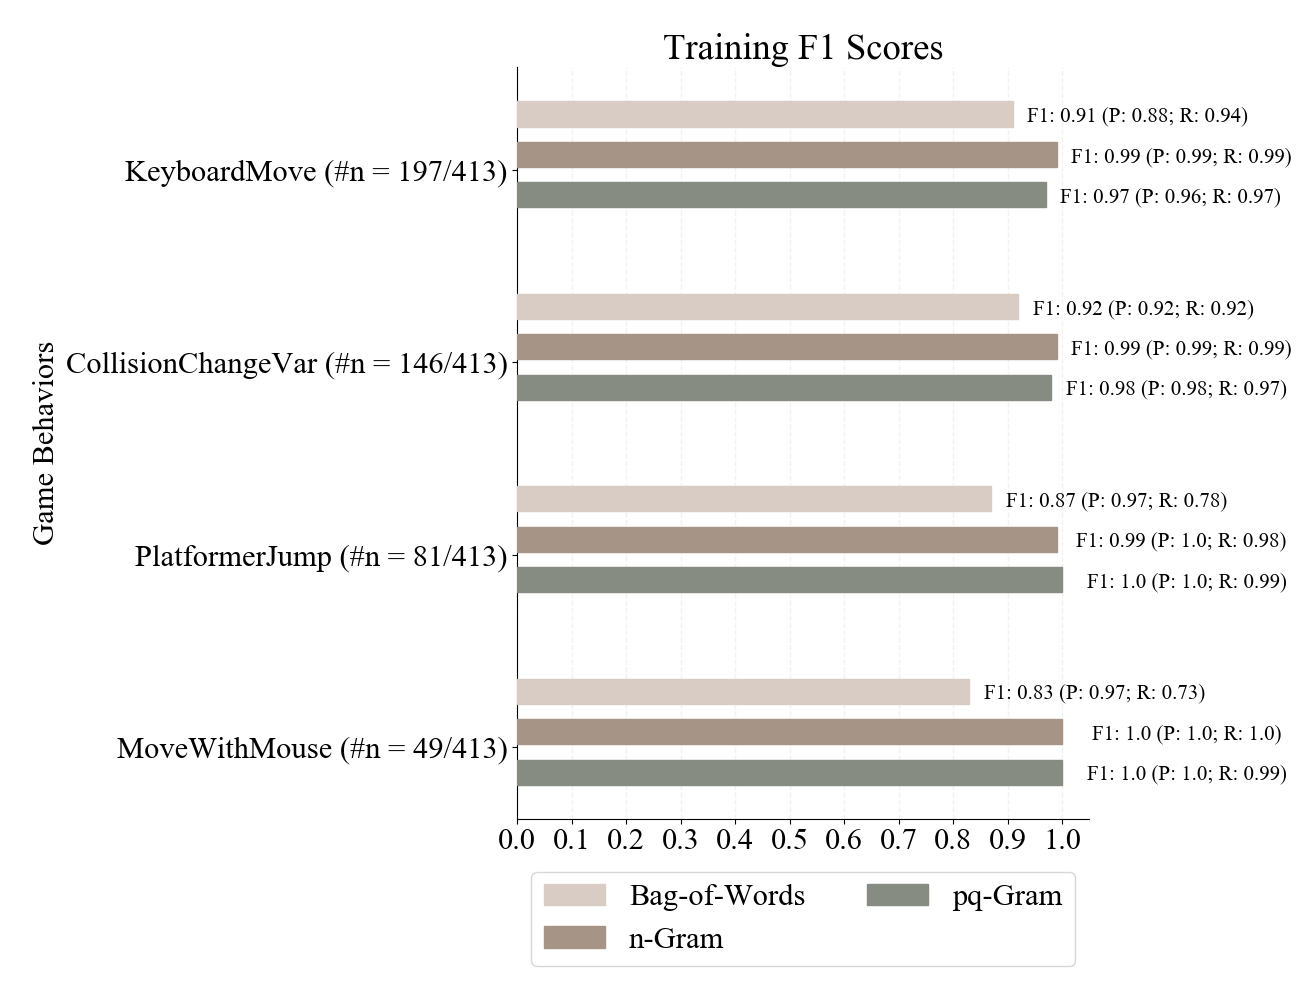 Training F1 Scores
Game Behaviors
KeyboardMove (#n = 197/413)
F1: 0.91 (P: 0.88; R: 0.94)
F1: 0.99 (P: 0.99; R: 0.99)
F1: 0.97 (P: 0.96; R: 0.97)
CollisionChangeVar (#n = 146/413)
F1: 0.92 (P: 0.92; R: 0.92)
F1: 0.99 (P: 0.99; R: 0.99)
F1: 0.98 (P: 0.98; R: 0.97)
PlatformerJump (#n = 81/413)
F1: 0.87 (P: 0.97; R: 0.78)
F1: 0.99 (P: 1.0; R: 0.98)
F1: 1.0 (P: 1.0; R: 0.99)
MoveWithMouse (#n = 49/413)
F1: 0.83 (P: 0.97; R: 0.73)
F1: 1.0 (P: 1.0; R: 1.0)
F1: 1.0 (P: 1.0; R: 0.99)
0.0 0.1 0.2 0.3 0.4 0.5 0.6 0.7 0.8 0.9 1.0
Bag-of-Words
n-Gram
pq-Gram